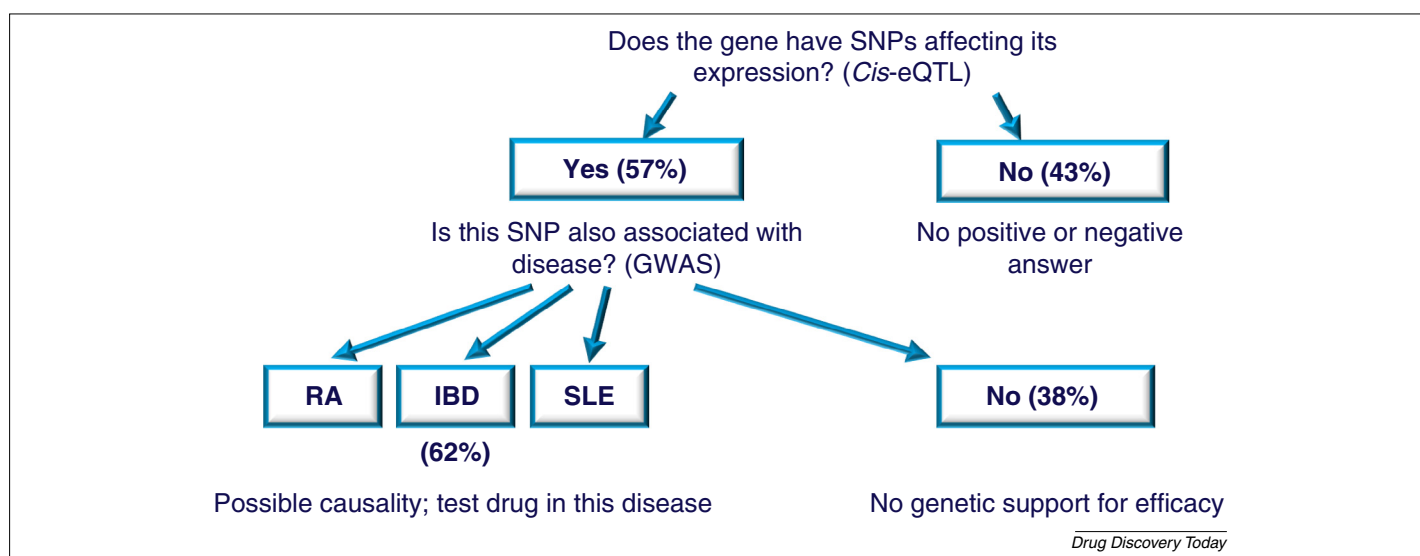 Does the gene have SNPs affecting its
expression? (Cis-eQTL)
Yes (57%)
No (43%)
Is this SNP also associated with
disease? (GWAS)
No positive or negative
answer
RA
IBD
SLE
No (38%)
(62%)
Possible causality; test drug in this disease
No genetic support for efficacy
Drug Discovery Today